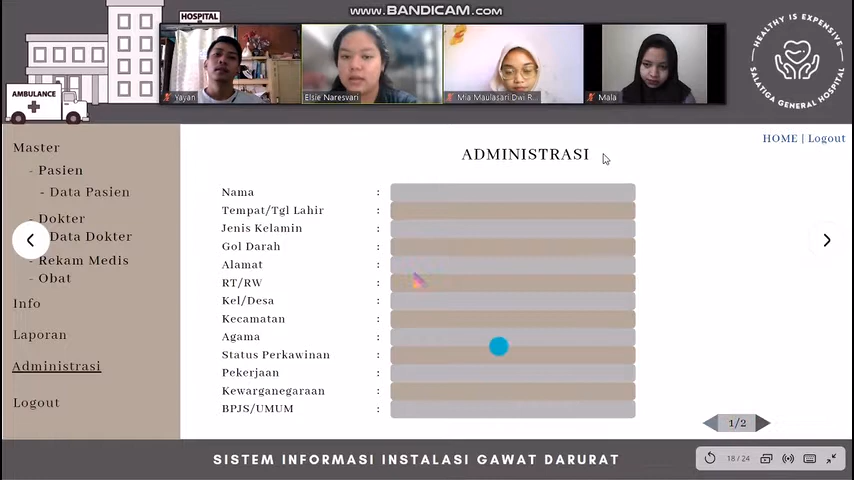 www.BANDICAM.com
HOSPITAL
AMBULANCE
Yayan
Elsie Naresvari
Mia Maulasari Dwi R...
Mala
HEALTHY IS EXPENSIVE
SALATIGA GENERAL HOSPITAL
HOME | Logout
Master
- Pasien
- Data Pasien
- Dokter
Data Dokter
- Rekam Medis
- Obat
Info
Laporan
Administrasi
Logout
ADMINISTRASI
Nama :
Tempat/Tgl Lahir :
Jenis Kelamin :
Gol Darah :
Alamat :
RT/RW :
Kel/Desa :
Kecamatan :
Agama :
Status Perkawinan :
Pekerjaan :
Kewarganegaraan :
BPJS/UMUM :
1/2
SISTEM INFORMASI INSTALASI GAWAT DARURAT
18 / 24